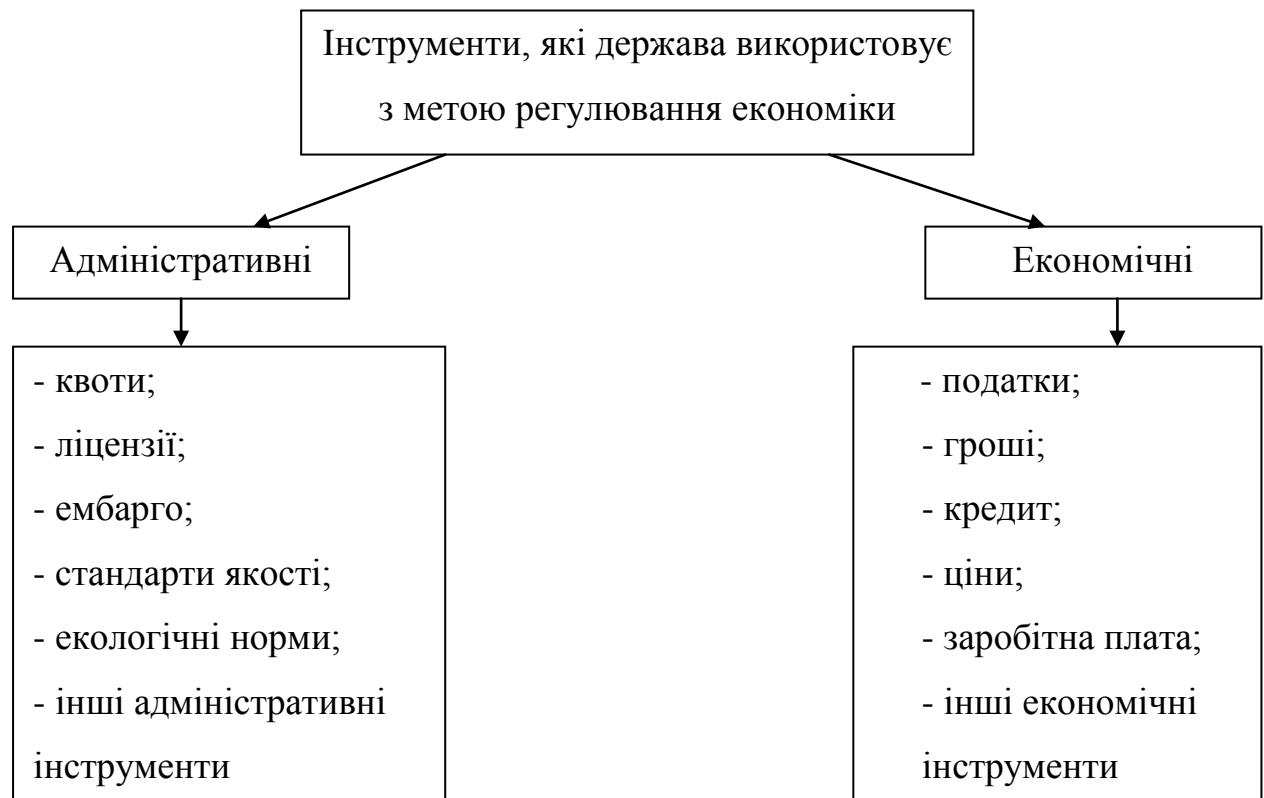 Інструменти, які держава використовує
з метою регулювання економіки
Адміністративні
Економічні
- квоти;
- ліцензії;
- ембарго;
- стандарти якості;
- екологічні норми;
- інші адміністративні
інструменти
- податки;
- гроші;
- кредит;
- ціни;
- заробітна плата;
- інші економічні
інструменти